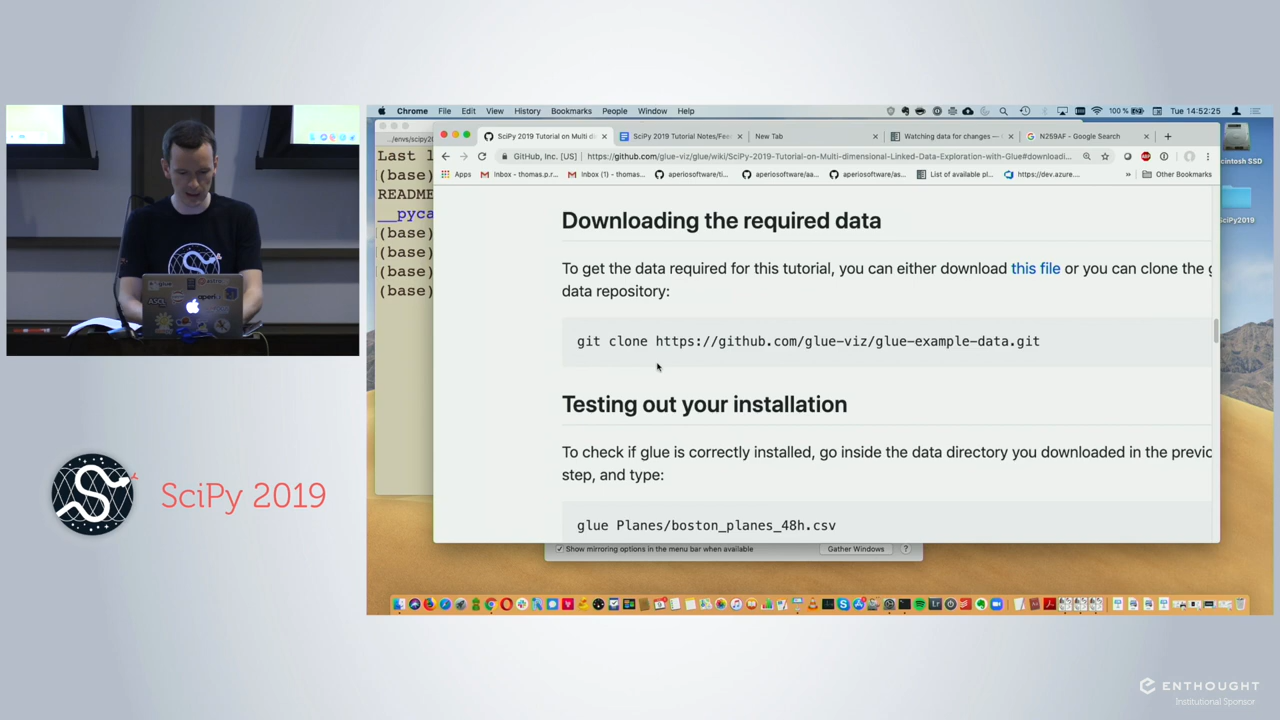 Chrome File Edit View History Bookmarks People Window Help
100 % Tue 14:52:25
.../envs/scipy20
SciPy 2019 Tutorial on Multi di
SciPy 2019 Tutorial Notes/Fee
New Tab
Watching data for changes —
N259AF - Google Search
GitHub, Inc. [US] | https://github.com/glue-viz/glue/wiki/SciPy-2019-Tutorial-on-Multi-dimensional-Linked-Data-Exploration-with-Glue#downloadi...
Apps Inbox - thomas.p.r... Inbox (1) - thomas... aperiosoftware/ti... aperiosoftware/aa... aperiosoftware/as... List of available pl... https://dev.azure.... » Other Bookmarks
Last l
(base)
README
__pyca
(base)
(base)
(base)
(base)
cintosh SSD
SciPy2019
Downloading the required data
To get the data required for this tutorial, you can either download this file or you can clone the g
data repository:
git clone https://github.com/glue-viz/glue-example-data.git
Testing out your installation
To check if glue is correctly installed, go inside the data directory you downloaded in the previo
step, and type:
glue Planes/boston_planes_48h.csv
Show mirroring options in the menu bar when available
Gather Windows ?
SciPy 2019
ENTHOUGHT
Institutional Sponsor